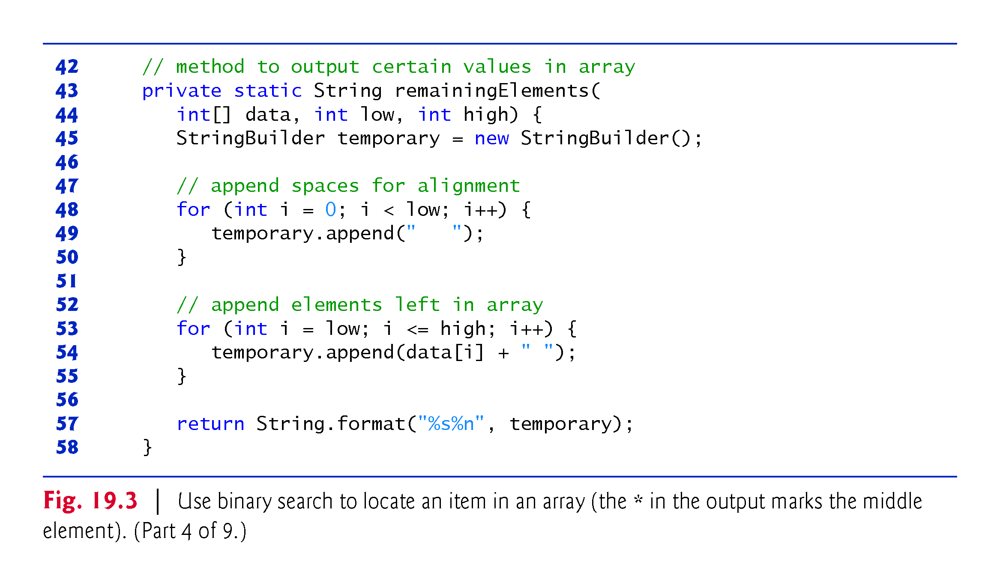 42      // method to output certain values in array
43      private static String remainingElements(
44         int[] data, int low, int high) {
45         StringBuilder temporary = new StringBuilder();
46
47         // append spaces for alignment
48         for (int i = 0; i < low; i++) {
49            temporary.append("   ");
50         }
51
52         // append elements left in array
53         for (int i = low; i <= high; i++) {
54            temporary.append(data[i] + " ");
55         }
56
57         return String.format("%s%n", temporary);
58      }
Fig. 19.3 | Use binary search to locate an item in an array (the * in the output marks the middle
element). (Part 4 of 9.)